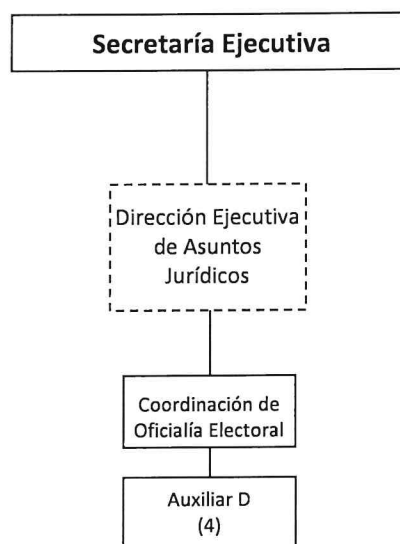 Secretaría Ejecutiva
Dirección Ejecutiva
de Asuntos
Jurídicos
Coordinación de
Oficialía Electoral
Auxiliar D
(4)